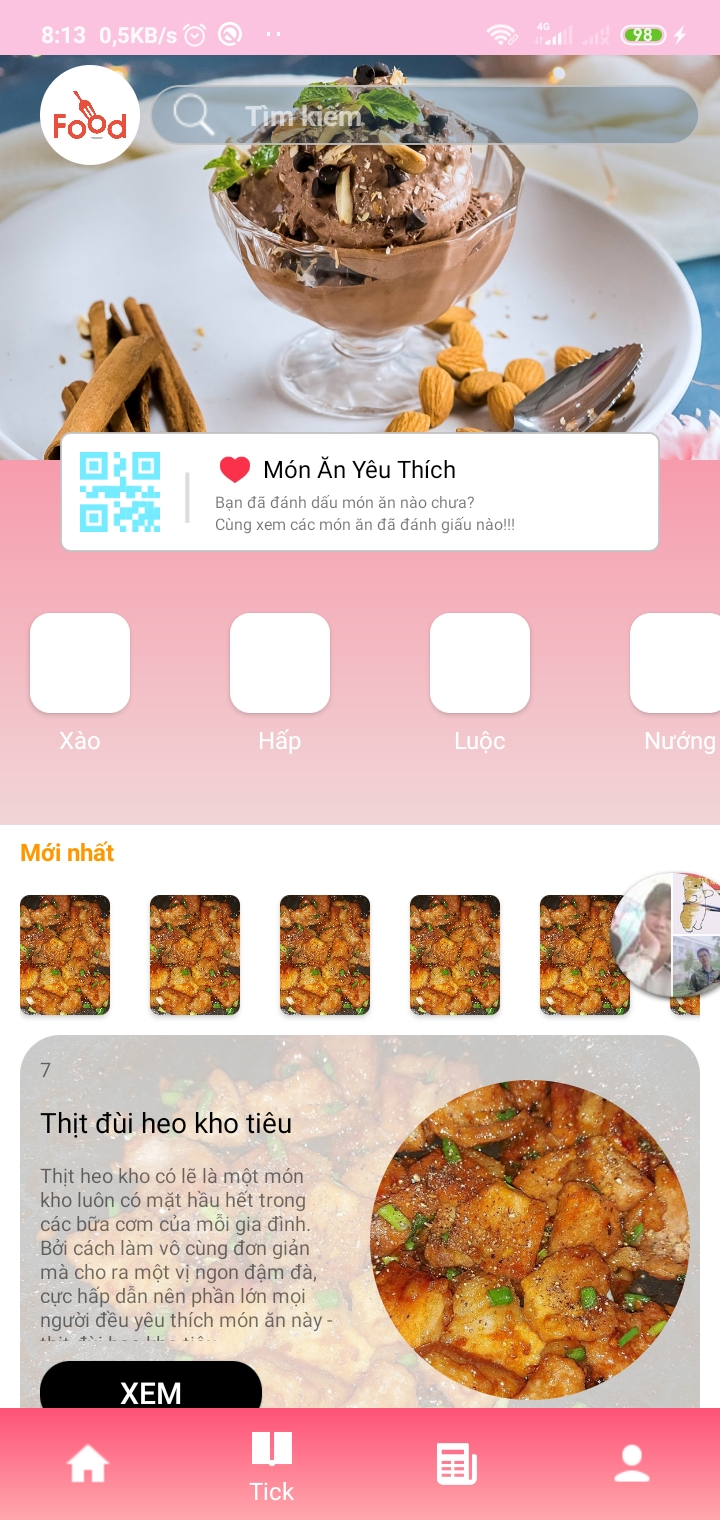 8:13 0,5KB/s
4G
98
Food
Tìm kiếm
Món Ăn Yêu Thích
Bạn đã đánh dấu món ăn nào chưa?
Cùng xem các món ăn đã đánh giấu nào!!!
Xào
Hấp
Luộc
Nướng
Mới nhất
7
Thịt đùi heo kho tiêu
Thịt heo kho có lẽ là một món
kho luôn có mặt hầu hết trong
các bữa cơm của mỗi gia đình.
Bởi cách làm vô cùng đơn giản
mà cho ra một vị ngon đậm đà,
cực hấp dẫn nên phần lớn mọi
người đều yêu thích món ăn này -
XEM
Tick